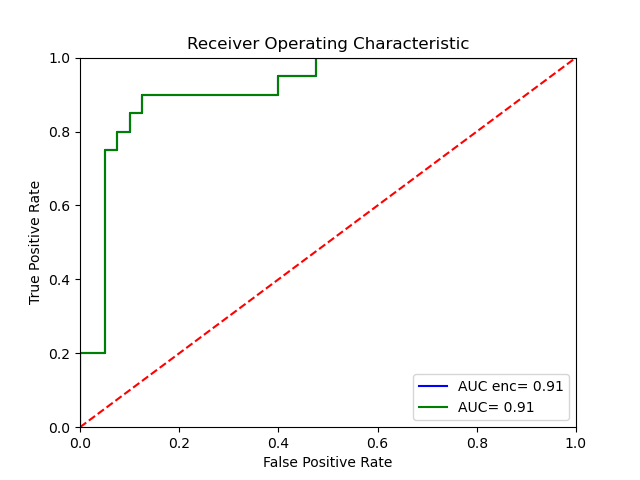 Receiver Operating Characteristic
1.0
0.8
0.6
0.4
0.2
0.0
True Positive Rate
AUC enc= 0.91
AUC= 0.91
0.0 0.2 0.4 0.6 0.8 1.0
False Positive Rate